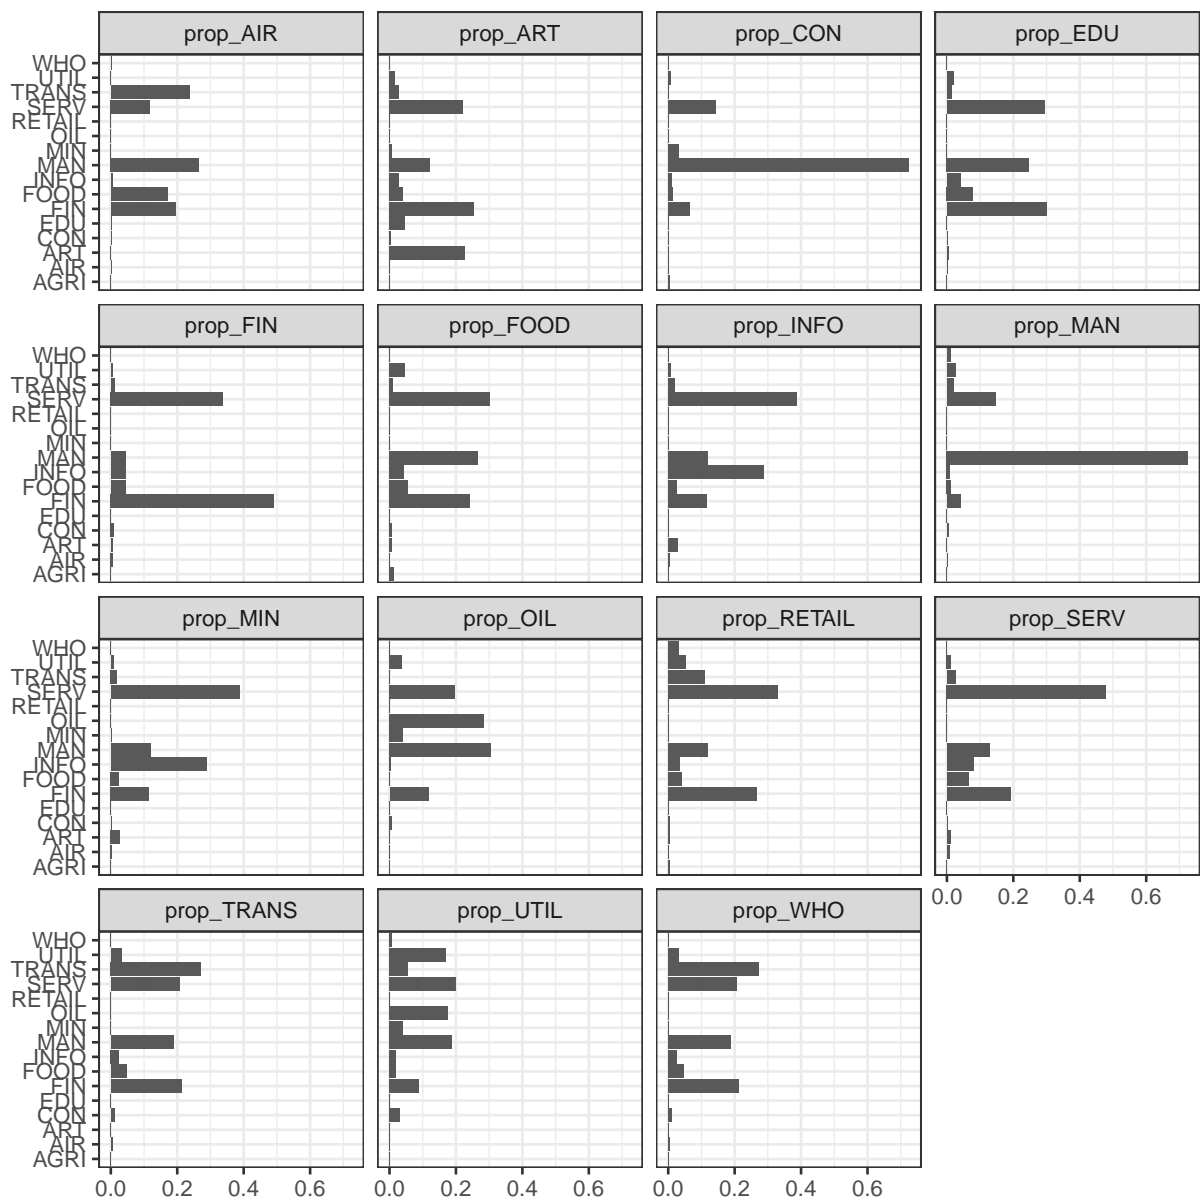 prop_AIR prop_ART prop_CON prop_EDU
WHO
UTIL
TRANS
SERV
RETAIL
OIL
MIN
MAN
INFO
FOOD
FIN
EDU
CON
ART
AIR
AGRI
prop_FIN prop_FOOD prop_INFO prop_MAN
WHO
UTIL
TRANS
SERV
RETAIL
OIL
MIN
MAN
INFO
FOOD
FIN
EDU
CON
ART
AIR
AGRI
prop_MIN prop_OIL prop_RETAIL prop_SERV
WHO
UTIL
TRANS
SERV
RETAIL
OIL
MIN
MAN
INFO
FOOD
FIN
EDU
CON
ART
AIR
AGRI
0.0 0.2 0.4 0.6
prop_TRANS prop_UTIL prop_WHO
WHO
UTIL
TRANS
SERV
RETAIL
OIL
MIN
MAN
INFO
FOOD
FIN
EDU
CON
ART
AIR
AGRI
0.0 0.2 0.4 0.6 0.0 0.2 0.4 0.6 0.0 0.2 0.4 0.6